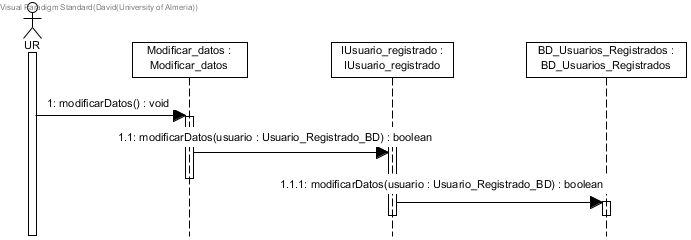 Visual Paradigm Standard(David(University of Almeria))
UR
Modificar_datos :
Modificar_datos
IUsuario_registrado :
IUsuario_registrado
BD_Usuarios_Registrados :
BD_Usuarios_Registrados
1: modificarDatos() : void
1.1: modificarDatos(usuario : Usuario_Registrado_BD) : boolean
1.1.1: modificarDatos(usuario : Usuario_Registrado_BD) : boolean